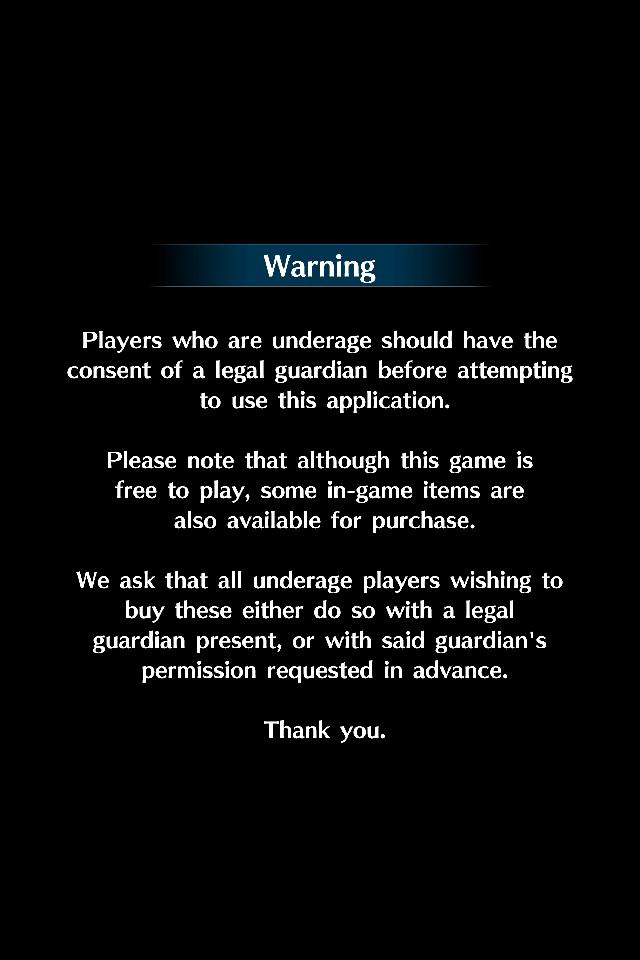 Warning
Players who are underage should have the
consent of a legal guardian before attempting
to use this application.
Please note that although this game is
free to play, some in-game items are
also available for purchase.
We ask that all underage players wishing to
buy these either do so with a legal
guardian present, or with said guardian's
permission requested in advance.
Thank you.